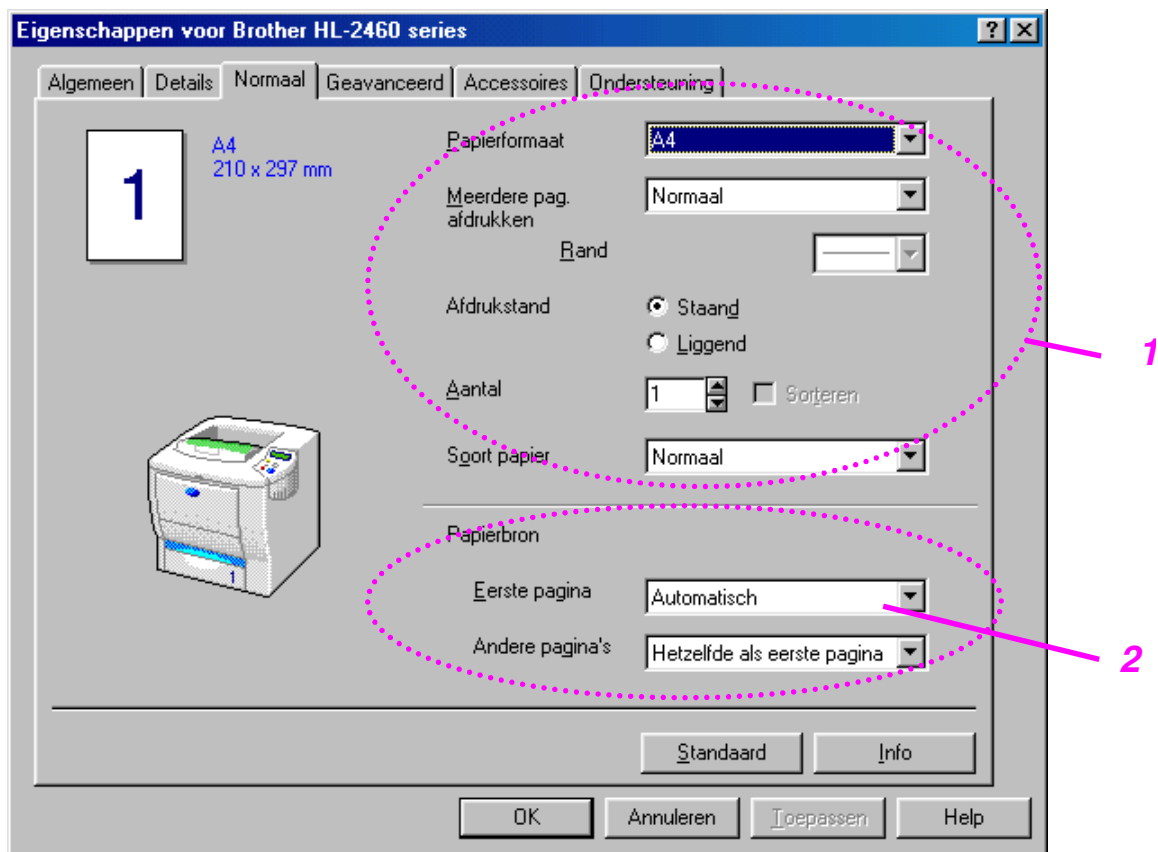 Eigenschappen voor Brother HL-2460 series
Algemeen Details Normaal Geavanceerd Accessoires Ondersteuning
1
A4
210 x 297 mm
Papierformaat A4
Meerdere pag. afdrukken Normaal
Rand
Afdrukstand Staand
Liggend
Aantal 1 Sorteren
Soort papier Normaal
1
Papierbron
Eerste pagina Automatisch
Andere pagina's Hetzelfde als eerste pagina
1
2
Standaard Info
OK Annuleren Toepassen Help